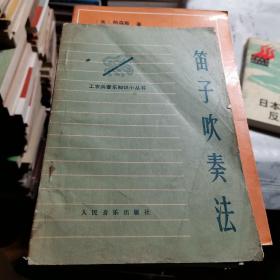 笛子吹奏法
工农兵音乐知识小丛书
人民音乐出版社
日本
反